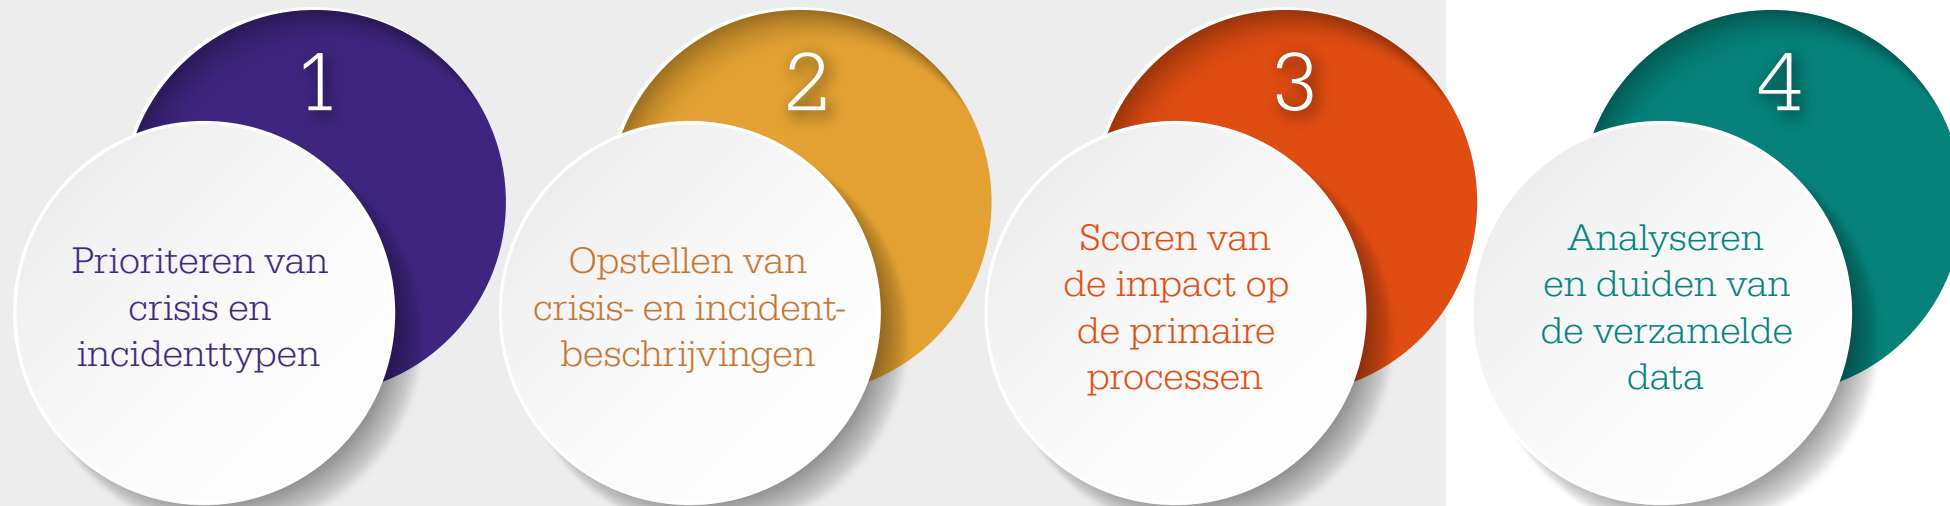 1
Prioriteren van
crisis en
incidenttypen
2
Opstellen van
crisis- en incident-
beschrijvingen
3
Scoren van
de impact op
de primaire
processen
4
Analyseren
en duiden van
de verzamelde
data